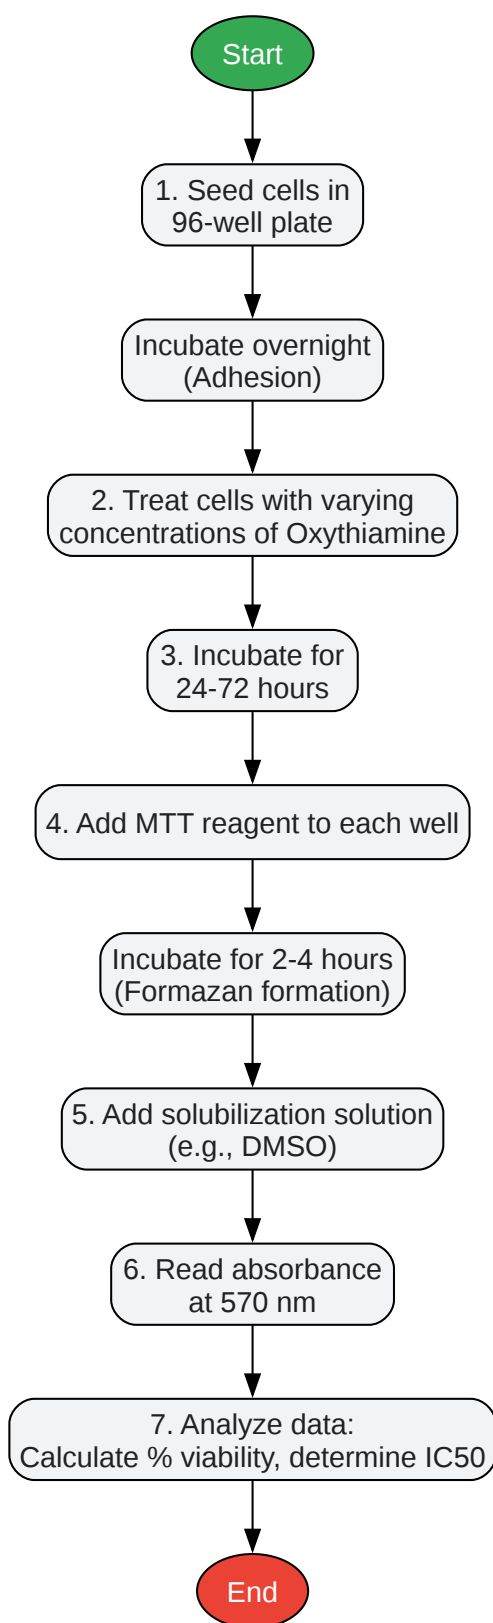 Start
1. Seed cells in
96-well plate
Incubate overnight
(Adhesion)
2. Treat cells with varying
concentrations of Oxythiamine
3. Incubate for
24-72 hours
4. Add MTT reagent to each well
Incubate for 2-4 hours
(Formazan formation)
5. Add solubilization solution
(e.g., DMSO)
6. Read absorbance
at 570 nm
7. Analyze data:
Calculate % viability, determine IC50
End